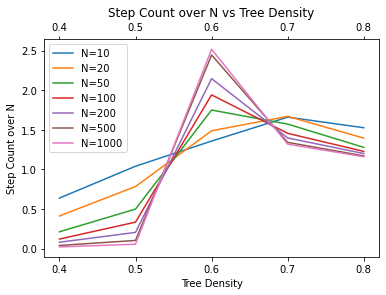 Step Count over N vs Tree Density
0.4 0.5 0.6 0.7 0.8
2.5
2.0
1.5
1.0
0.5
0.0
Step Count over N
N=10
N=20
N=50
N=100
N=200
N=500
N=1000
0.4 0.5 0.6 0.7 0.8
Tree Density